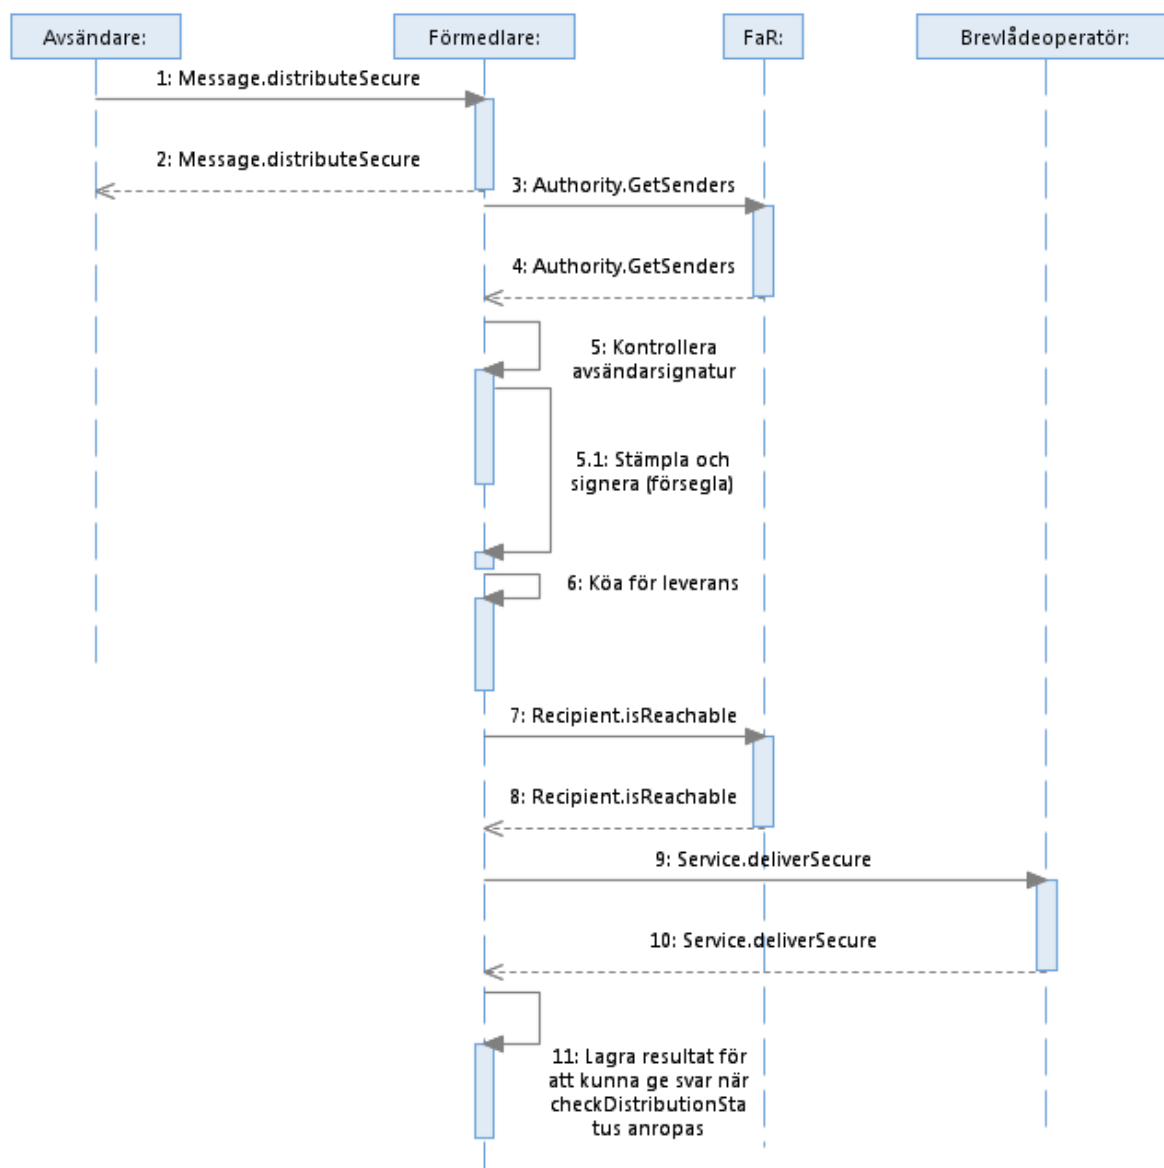 Avsändare:
Förmedlare:
FaR:
Brevlådeoperatör:
1: Message.distributeSecure
2: Message.distributeSecure
3: Authority.GetSenders
4: Authority.GetSenders
5: Kontrollera
avsändarsignatur
5.1: Stämpla och
signera (försegla)
6: Köa för leverans
7: Recipient.isReachable
8: Recipient.isReachable
9: Service.deliverSecure
10: Service.deliverSecure
11: Lagra resultat för
att kunna ge svar när
checkDistributionSta
tus anropas